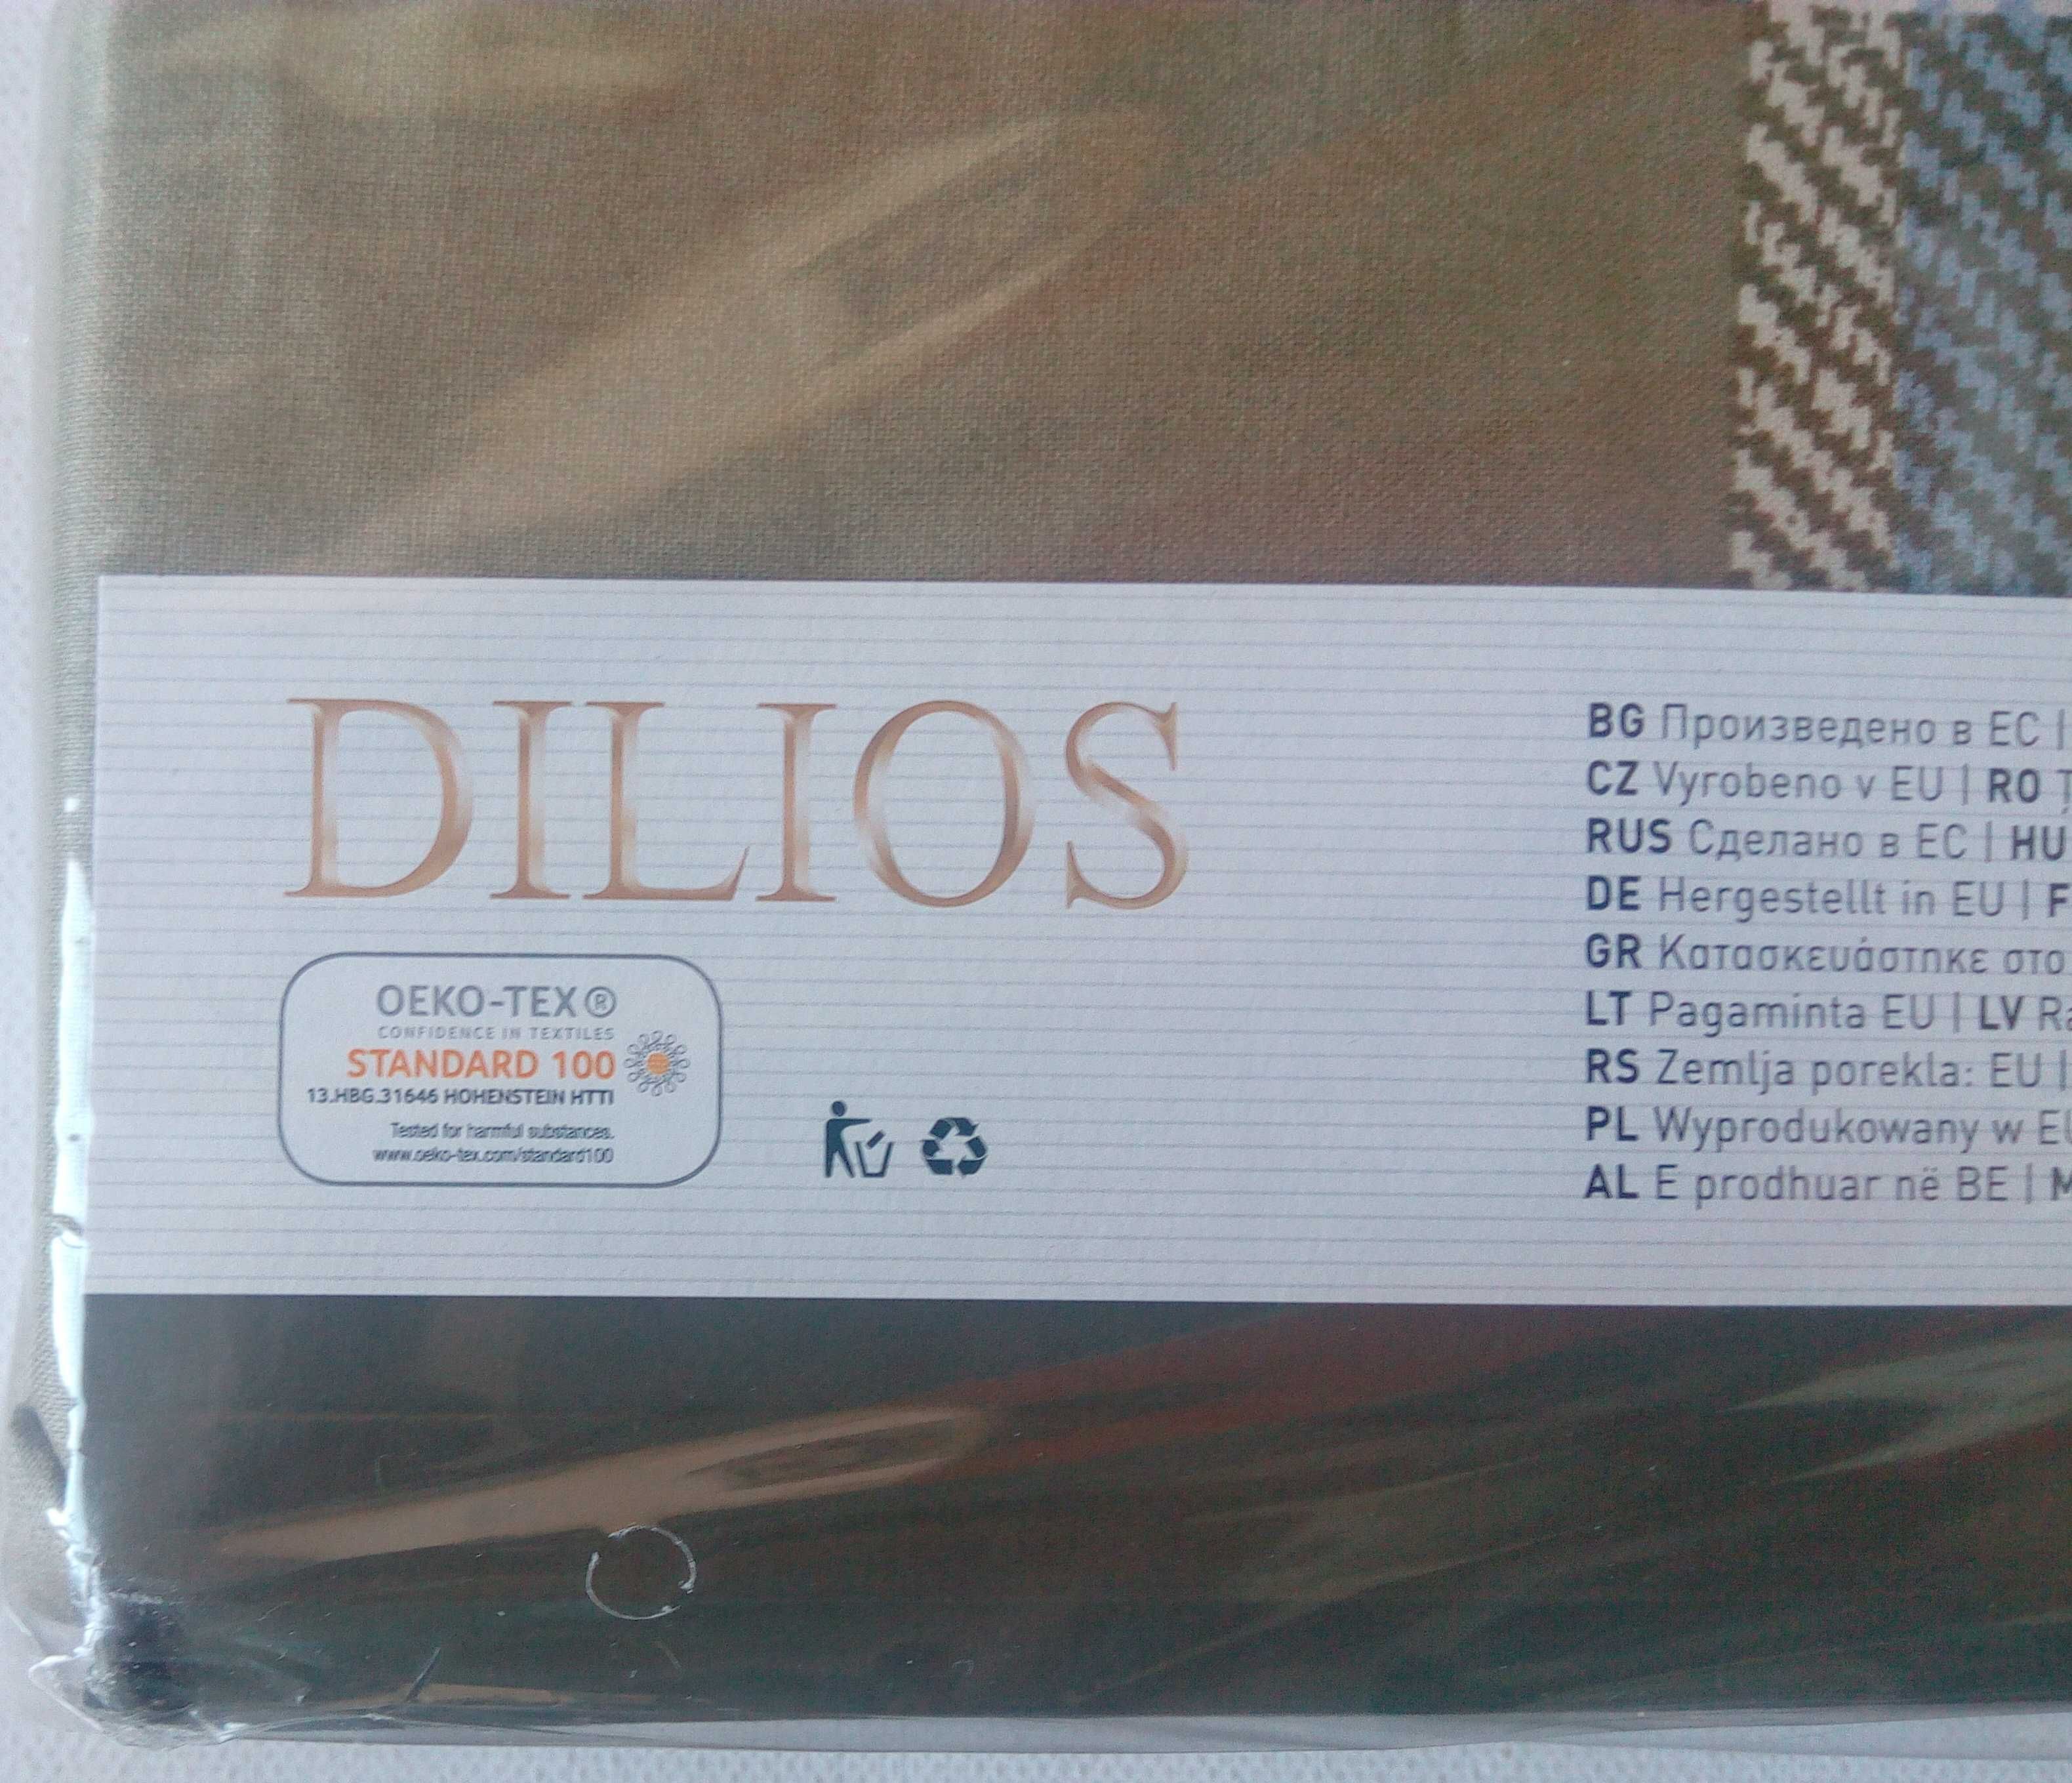 DILIOS
OEKO-TEX®
CONFIDENCE IN TEXTILES
STANDARD 100
13.HBG.31646 HOHENSTEIN HTTI
Tested for harmful substances.
www.oeko-tex.com/standard100
BG Произведено в ЕС |
CZ Vyrobeno v EU | RO
RUS Сделано в ЕС | HU
DE Hergestellt in EU |
GR Κατασκευάστηκε στο
LT Pagaminta EU | LV
RS Zemlja porekla: EU |
PL Wyprodukowany w
AL E prodhuar në BE |